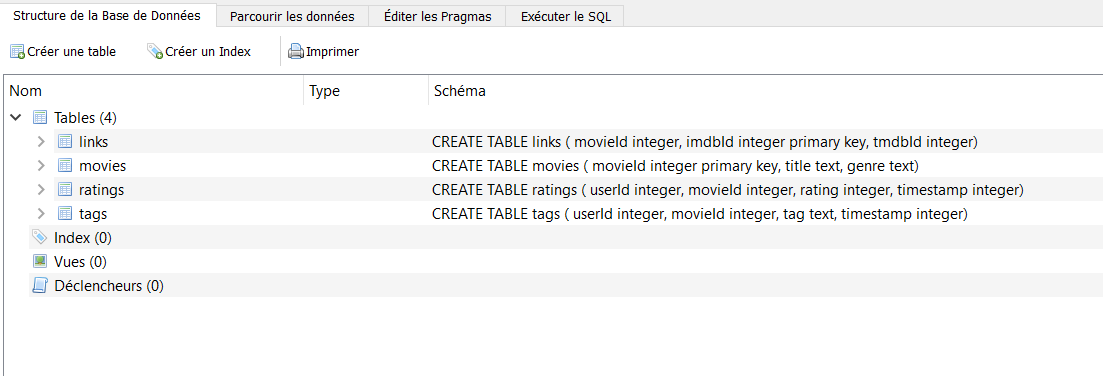 Structure de la Base de Données Parcourir les données Éditer les Pragmas Exécuter le SQL
Créer une table Créer un Index Imprimer
Nom Type Schéma
Tables (4)
links CREATE TABLE links ( movieId integer, imdbId integer primary key, tmdbId integer)
movies CREATE TABLE movies ( movieId integer primary key, title text, genre text)
ratings CREATE TABLE ratings ( userId integer, movieId integer, rating integer, timestamp integer)
tags CREATE TABLE tags ( userId integer, movieId integer, tag text, timestamp integer)
Index (0)
Vues (0)
Déclencheurs (0)